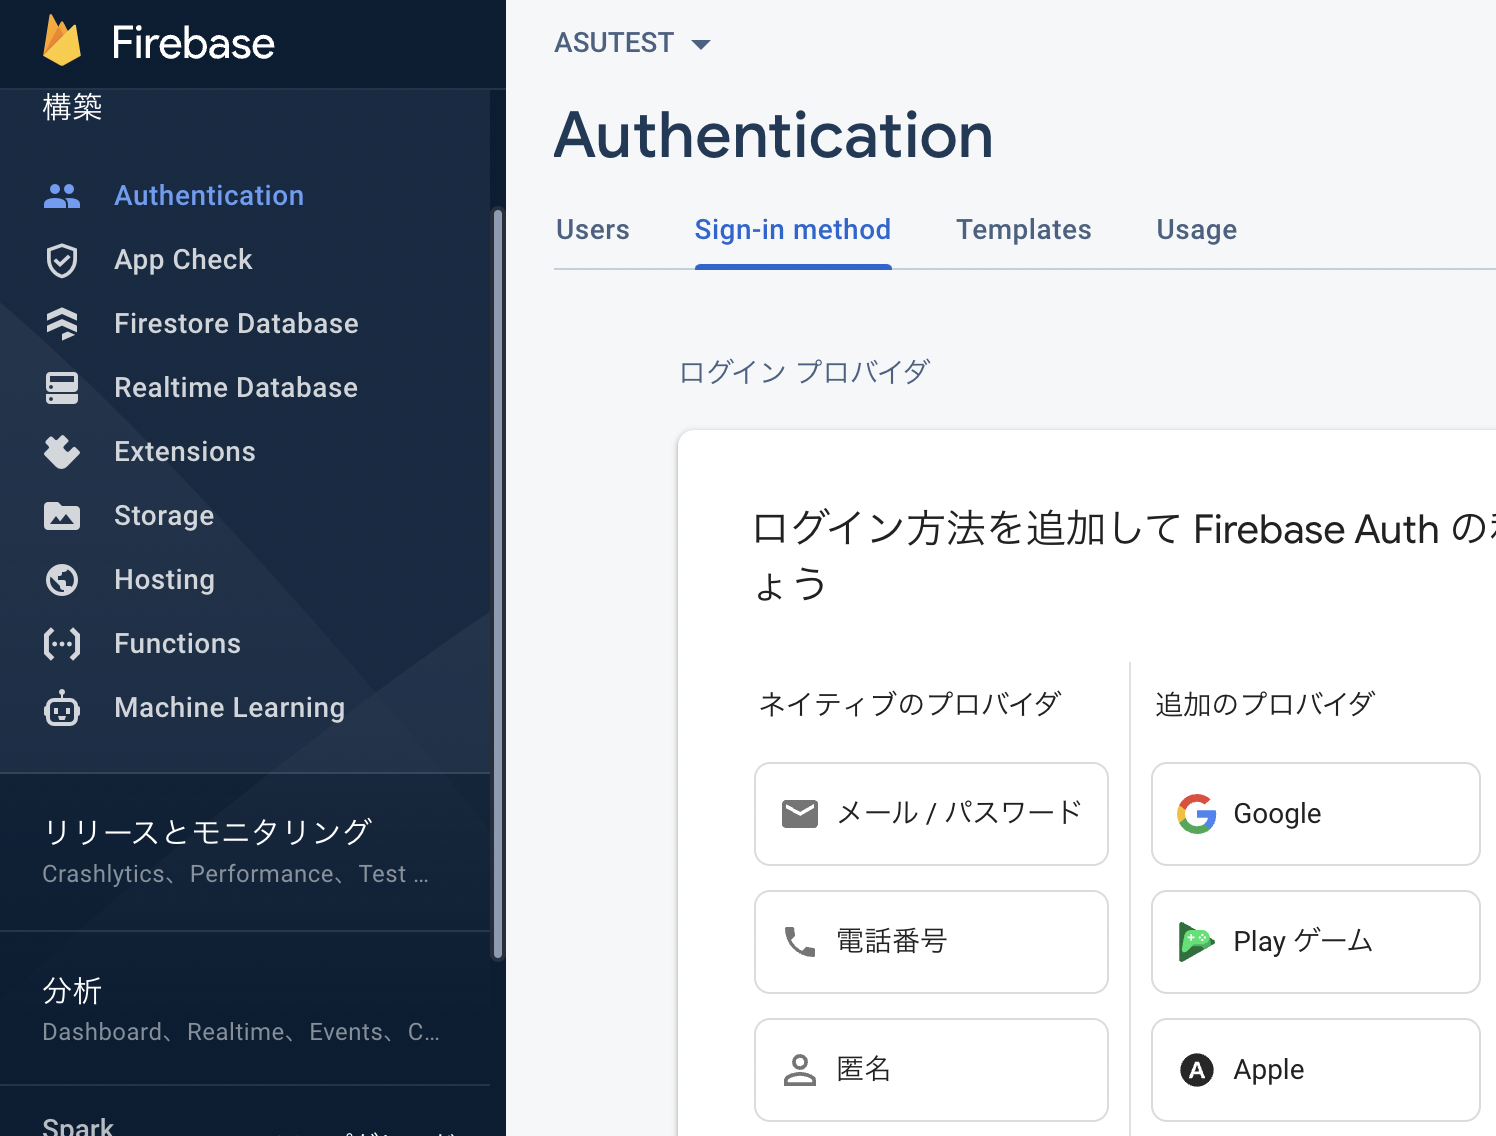 Firebase
構築
Authentication
App Check
Firestore Database
Realtime Database
Extensions
Storage
Hosting
Functions
Machine Learning
リリースとモニタリング
Crashlytics、Performance、Test ...
分析
Dashboard、Realtime、Events、C...
Spark
ASUTEST
Authentication
Users
Sign-in method
Templates
Usage
ログイン プロバイダ
ログイン方法を追加して Firebase Auth の
ょう
ネイティブのプロバイダ
メール / パスワード
電話番号
匿名
追加のプロバイダ
Google
Play ゲーム
Apple